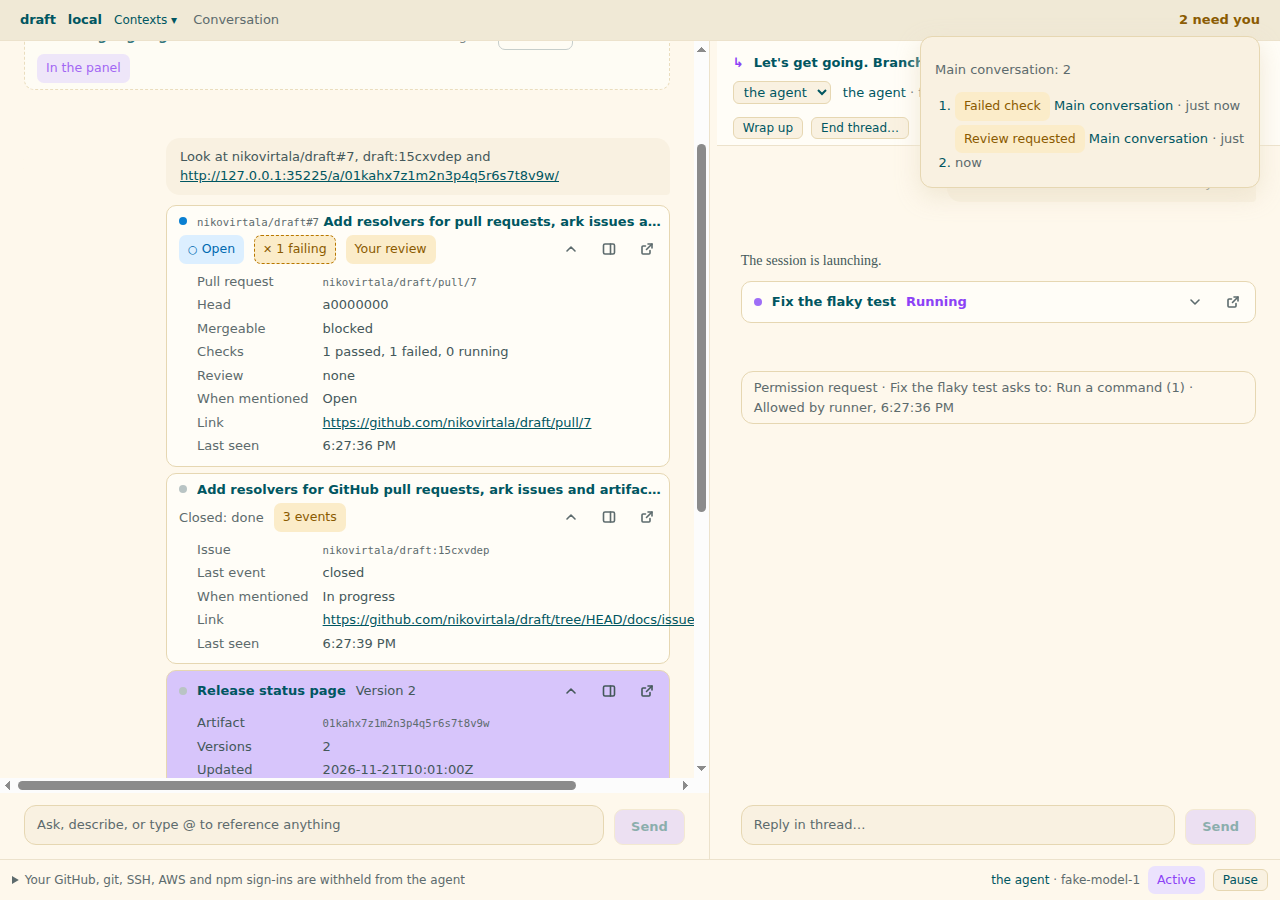 draft local Contexts ▾ Conversation
2 need you
In the panel
Look at nikovirtala/draft#7, draft:15cxvdep and
http://127.0.0.1:35225/a/01kahx7z1m2n3p4q5r6s7t8v9w/
nikovirtala/draft#7 Add resolvers for pull requests, ark issues a…
○ Open × 1 failing Your review
Pull request nikovirtala/draft/pull/7
Head a0000000
Mergeable blocked
Checks 1 passed, 1 failed, 0 running
Review none
When mentioned Open
Link https://github.com/nikovirtala/draft/pull/7
Last seen 6:27:36 PM
Add resolvers for GitHub pull requests, ark issues and artifac…
Closed: done 3 events
Issue nikovirtala/draft:15cxvdep
Last event closed
When mentioned In progress
Link https://github.com/nikovirtala/draft/tree/HEAD/docs/issue
Last seen 6:27:39 PM
Release status page Version 2
Artifact 01kahx7z1m2n3p4q5r6s7t8v9w
Versions 2
Updated 2026-11-21T10:01:00Z
Ask, describe, or type @ to reference anything
Send
↳ Let's get going. Branch
the agent the agent ·
Wrap up End thread…
Main conversation: 2
1. Failed check Main conversation · just now
Review requested Main conversation · just
2. now
The session is launching.
Fix the flaky test Running
Permission request · Fix the flaky test asks to: Run a command (1) ·
Allowed by runner, 6:27:36 PM
Reply in thread…
Send
▶ Your GitHub, git, SSH, AWS and npm sign-ins are withheld from the agent
the agent · fake-model-1 Active Pause